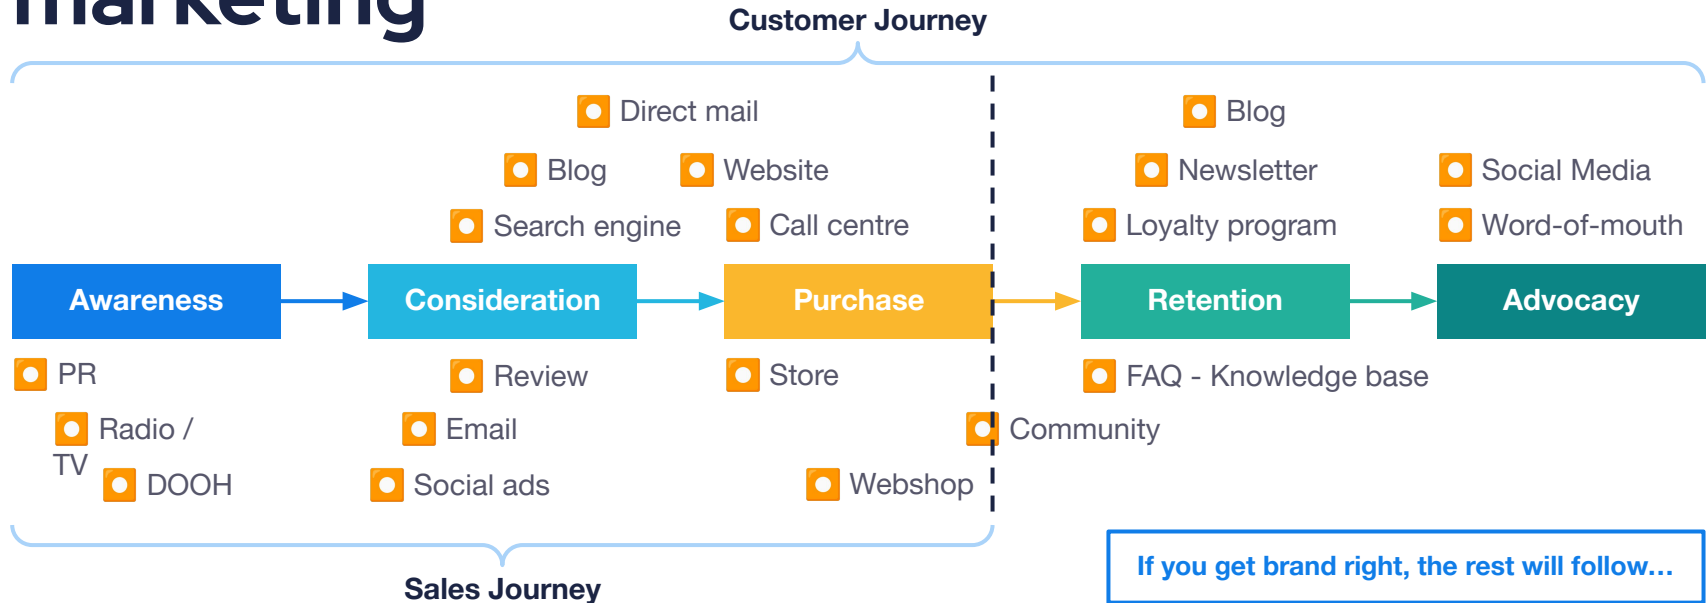 marketing
Customer Journey
Direct mail
Blog
Blog
Website
Newsletter
Social Media
Search engine
Call centre
Loyalty program
Word-of-mouth
Awareness
Consideration
Purchase
Retention
Advocacy
PR
Review
Store
FAQ - Knowledge base
Radio /
TV
Email
Community
DOOH
Social ads
Webshop
If you get brand right, the rest will follow...
Sales Journey